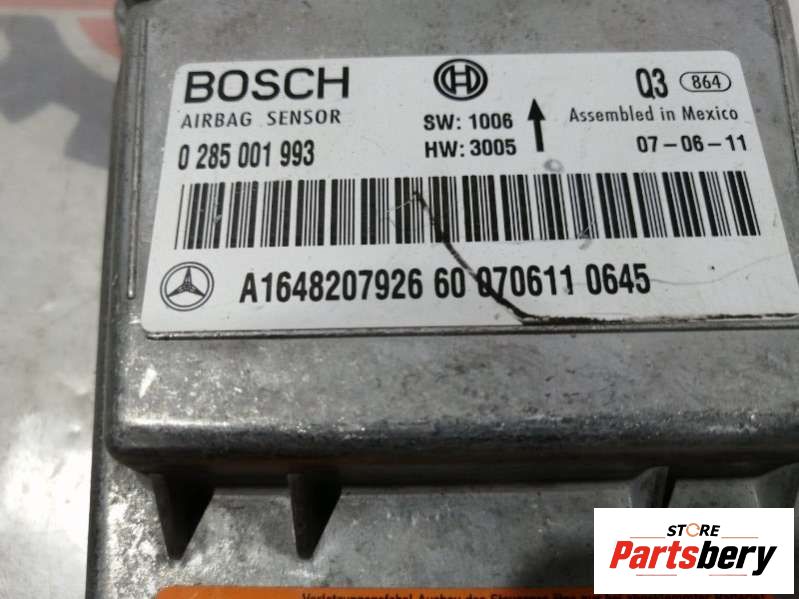 BOSCH
Q3 864
AIRBAG SENSOR
SW: 1006
Assembled in Mexico
0 285 001 993
HW: 3005
07-06-11
A1648207926 60 070611 0645
STORE
Partsbery